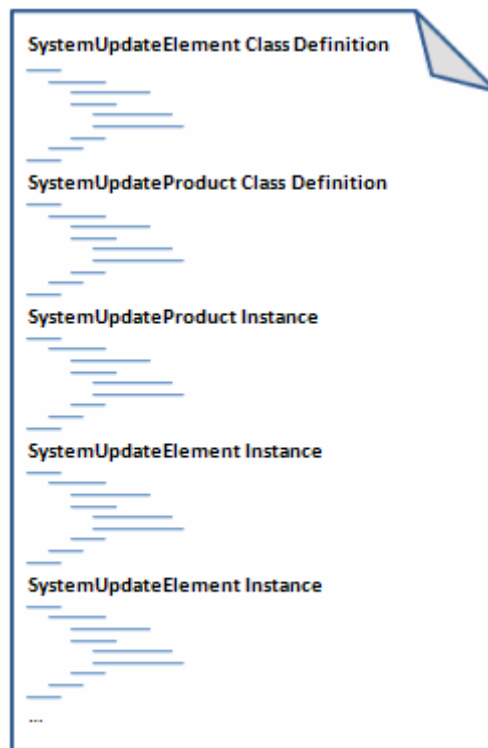 SystemUpdateElement Class Definition
SystemUpdateProduct Class Definition
SystemUpdateProduct Instance
SystemUpdateElement Instance
SystemUpdateElement Instance
...